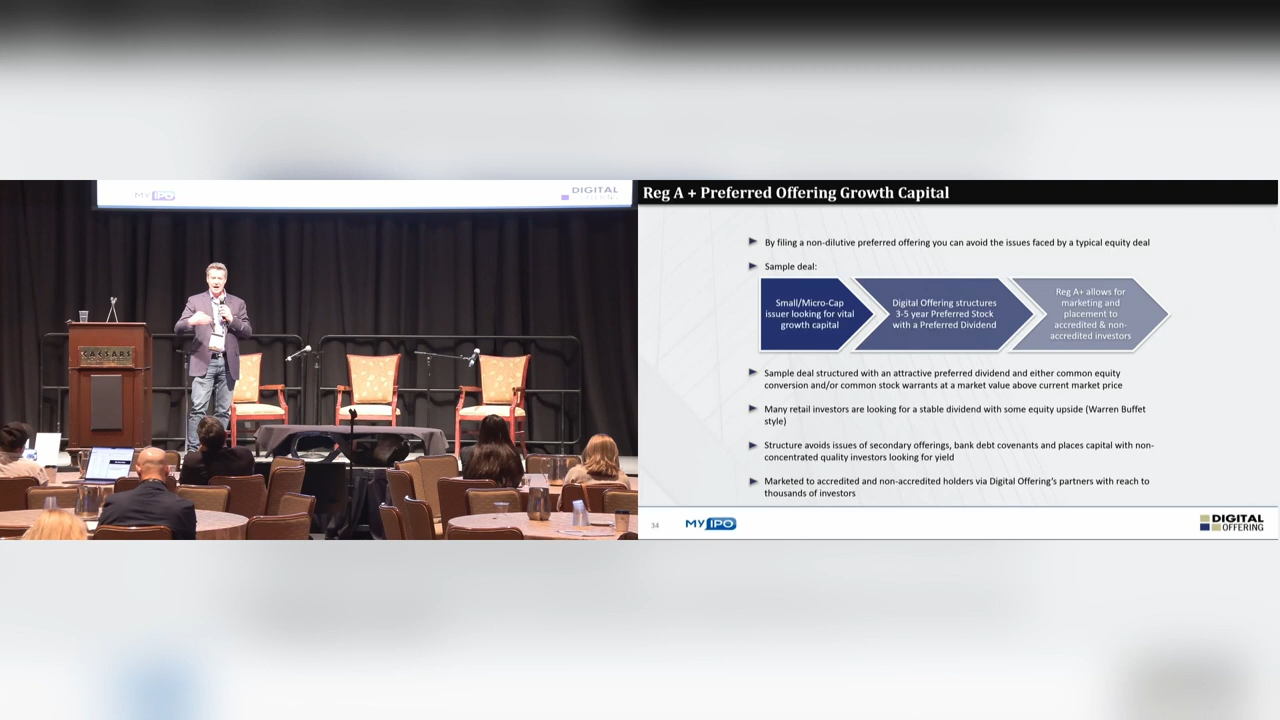 MY IPO
DIGITAL
OFFERING
CAESARS
Reg A + Preferred Offering Growth Capital
By filing a non-dilutive preferred offering you can avoid the issues faced by a typical equity deal
Sample deal:
Small/Micro-Cap
issuer looking for vital
growth capital
Digital Offering structures
3-5 year Preferred Stock
with a Preferred Dividend
Reg A+ allows for
marketing and
placement to
accredited & non-
accredited investors
Sample deal structured with an attractive preferred dividend and either common equity
conversion and/or common stock warrants at a market value above current market price
Many retail investors are looking for a stable dividend with some equity upside (Warren Buffet
style)
Structure avoids issues of secondary offerings, bank debt covenants and places capital with non-
concentrated quality investors looking for yield
Marketed to accredited and non-accredited holders via Digital Offering's partners with reach to
thousands of investors
34
MY IPO
DIGITAL
OFFERING